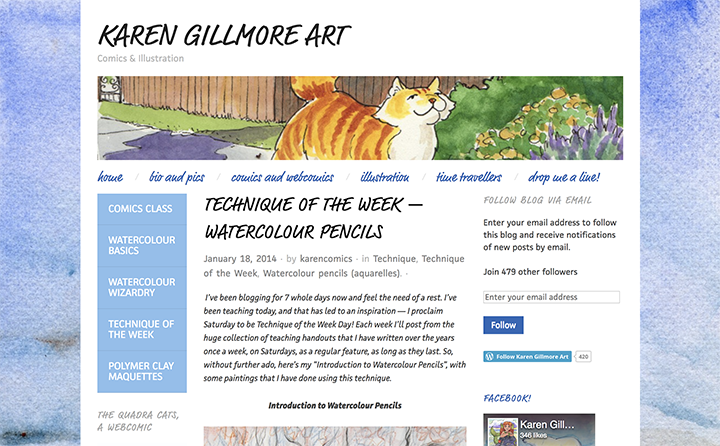 KAREN GILLMORE ART
Comics & Illustration
home / bio and pics / comics and webcomics / illustration / time travellers / drop me a line!
COMICS CLASS
WATERCOLOUR
BASICS
WATERCOLOUR
WIZARDRY
TECHNIQUE OF
THE WEEK
POLYMER CLAY
MAQUETTES
THE QUADRA CATS,
A WEBCOMIC
TECHNIQUE OF THE WEEK —
WATERCOLOUR PENCILS
January 18, 2014 · by karencomics · in Technique, Technique
of the Week, Watercolour pencils (aquarelles). ·
I've been blogging for 7 whole days now and feel the need of a rest. I've
been teaching today, and that has led to an inspiration — I proclaim
Saturday to be Technique of the Week Day! Each week I'll post from the
huge collection of teaching handouts that I have written over the years
once a week, on Saturdays, as a regular feature, as long as they last. So,
without further ado, here's my "Introduction to Watercolour Pencils", with
some paintings that I have done using this technique.
Introduction to Watercolour Pencils
FOLLOW BLOG VIA EMAIL
Enter your email address to follow
this blog and receive notifications
of new posts by email.
Join 479 other followers
Enter your email address
Follow
Follow Karen Gillmore Art 420
FACEBOOK!
Karen Gill...
346 likes